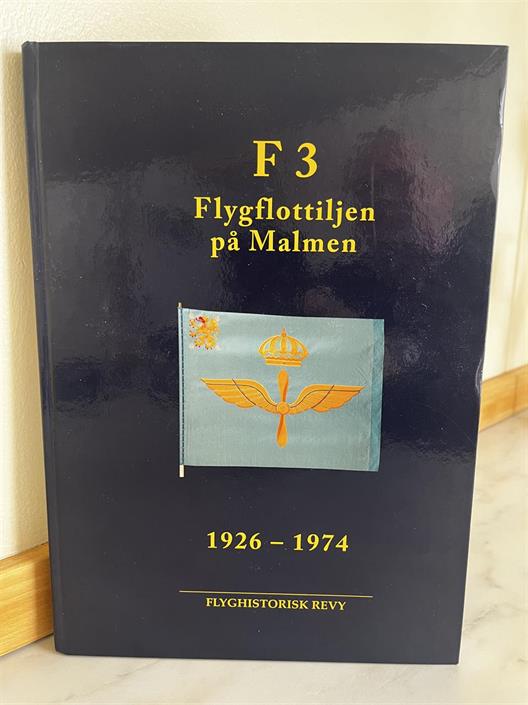 F 3
Flygflottiljen
på Malmen
1926 – 1974
FLYGHISTORISK REVY